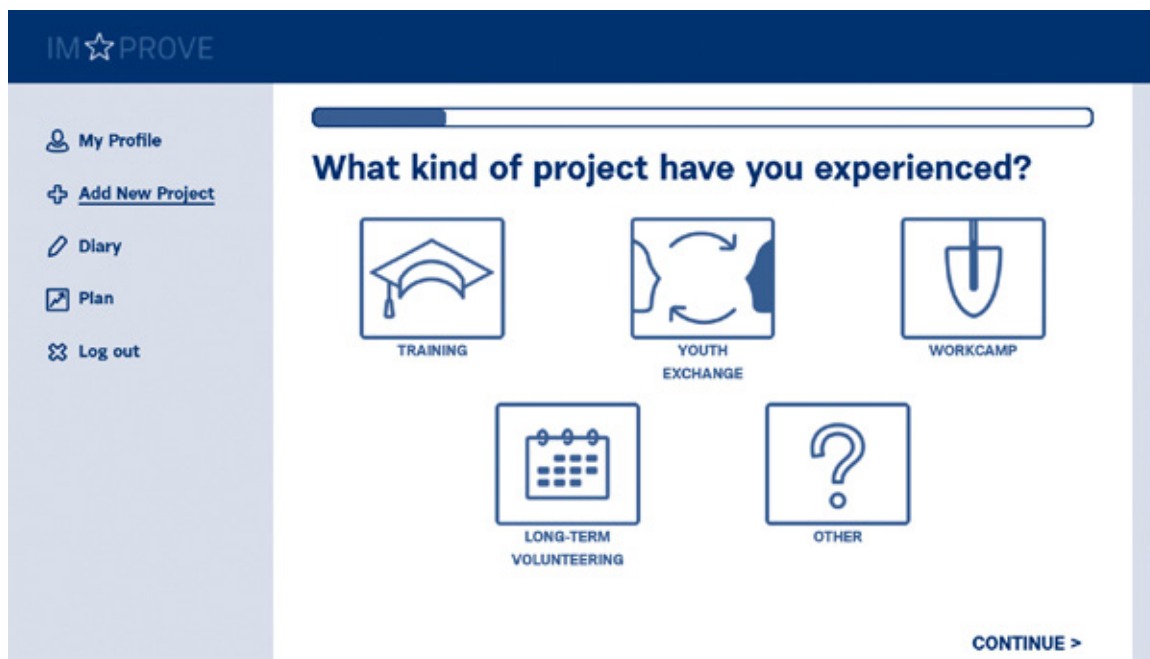 IM PROVE
My Profile
Add New Project
Diary
Plan
Log out
What kind of project have you experienced?
TRAINING
YOUTH
EXCHANGE
WORKCAMP
LONG-TERM
VOLUNTEERING
OTHER
CONTINUE >